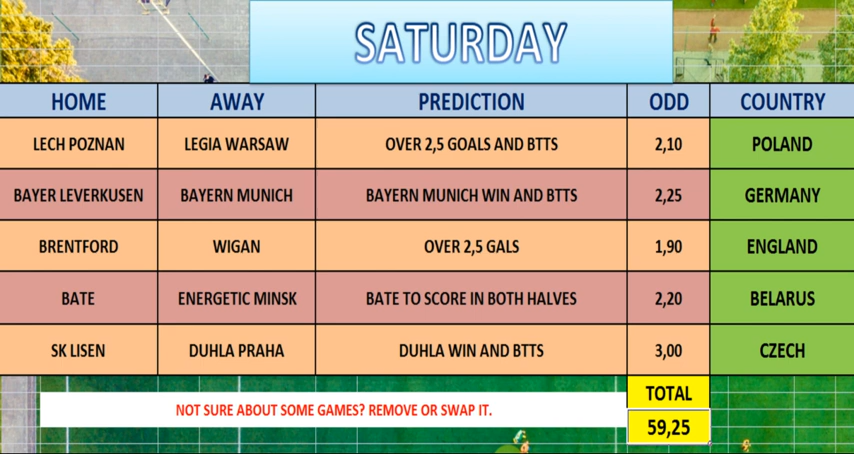 SATURDAY
HOME AWAY PREDICTION ODD COUNTRY
LECH POZNAN LEGIA WARSAW OVER 2,5 GOALS AND BTTS 2,10 POLAND
BAYER LEVERKUSEN BAYERN MUNICH BAYERN MUNICH WIN AND BTTS 2,25 GERMANY
BRENTFORD WIGAN OVER 2,5 GALS 1,90 ENGLAND
BATE ENERGETIC MINSK BATE TO SCORE IN BOTH HALVES 2,20 BELARUS
SK LISEN DUHLA PRAHA DUHLA WIN AND BTTS 3,00 CZECH
TOTAL
NOT SURE ABOUT SOME GAMES? REMOVE OR SWAP IT.
59,25